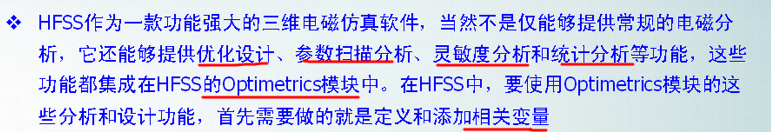 ❖ HFSS作为一款功能强大的三维电磁仿真软件，当然不是仅能够提供常规的电磁分
析，它还能够提供优化设计、参数扫描分析、灵敏度分析和统计分析等功能，这些
功能都集成在HFSS的Optimetrics模块中。在HFSS中，要使用Optimetrics模块的这
些分析和设计功能，首先需要做的就是定义和添加相关变量